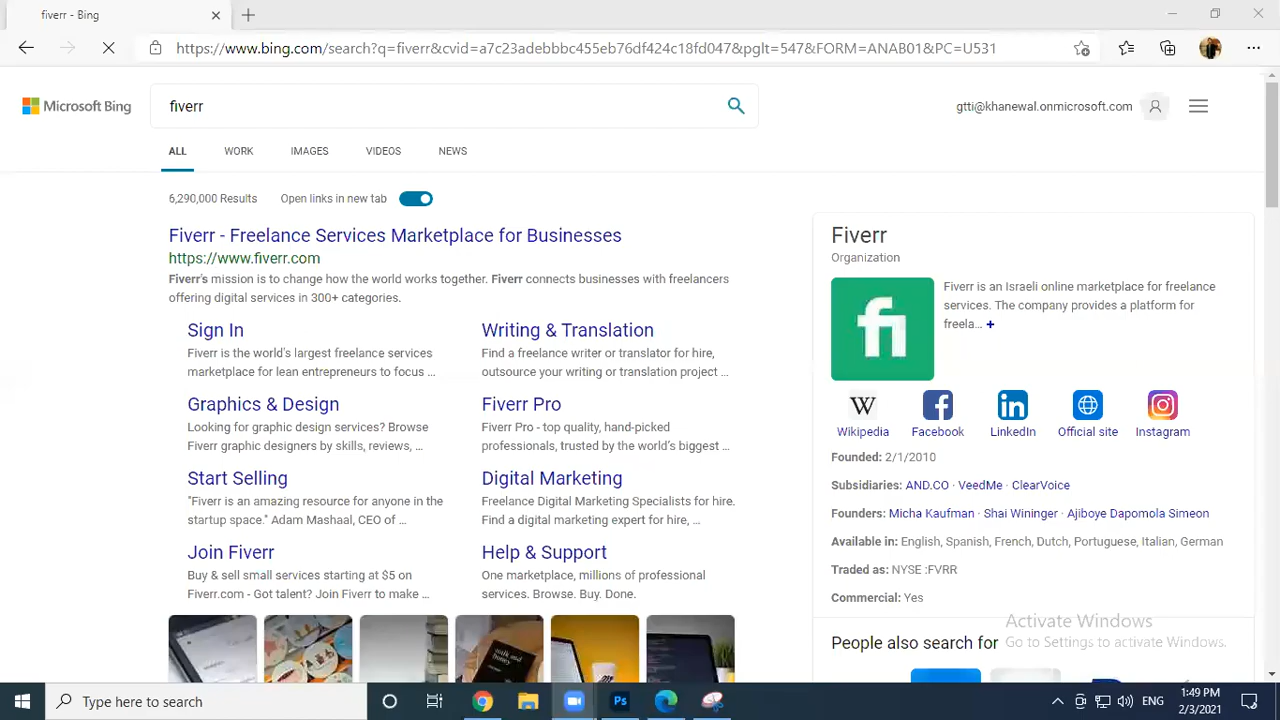 fiverr - Bing
https://www.bing.com/search?q=fiverr&cvid=a7c23adebbbc455eb76df424c18fd047&pglt=547&FORM=ANAB01&PC=U531
Microsoft Bing
fiverr
gtti@khanewal.onmicrosoft.com
ALL WORK IMAGES VIDEOS NEWS
6,290,000 Results Open links in new tab
Fiverr - Freelance Services Marketplace for Businesses
https://www.fiverr.com
Fiverr's mission is to change how the world works together. Fiverr connects businesses with freelancers
offering digital services in 300+ categories.
Sign In
Fiverr is the world's largest freelance services
marketplace for lean entrepreneurs to focus ...
Writing & Translation
Find a freelance writer or translator for hire,
outsource your writing or translation project ...
Graphics & Design
Looking for graphic design services? Browse
Fiverr graphic designers by skills, reviews, ...
Fiverr Pro
Fiverr Pro - top quality, hand-picked
professionals, trusted by the world's biggest ...
Start Selling
"Fiverr is an amazing resource for anyone in the
startup space." Adam Mashaal, CEO of ...
Digital Marketing
Freelance Digital Marketing Specialists for hire.
Find a digital marketing expert for hire, ...
Join Fiverr
Buy & sell small services starting at $5 on
Fiverr.com - Got talent? Join Fiverr to make ...
Help & Support
One marketplace, millions of professional
services. Browse. Buy. Done.
milk and
honey
Fiverr
Organization
fi
Fiverr is an Israeli online marketplace for freelance
services. The company provides a platform for
freela... +
W
Wikipedia Facebook LinkedIn Official site Instagram
Founded: 2/1/2010
Subsidiaries: AND.CO · VeedMe · ClearVoice
Founders: Micha Kaufman · Shai Wininger · Ajiboye Dapomola Simeon
Available in: English, Spanish, French, Dutch, Portuguese, Italian, German
Traded as: NYSE :FVRR
Commercial: Yes
Activate Windows
Go to Settings to activate Windows.
People also search for
Type here to search
Ps
ENG
1:49 PM
2/3/2021